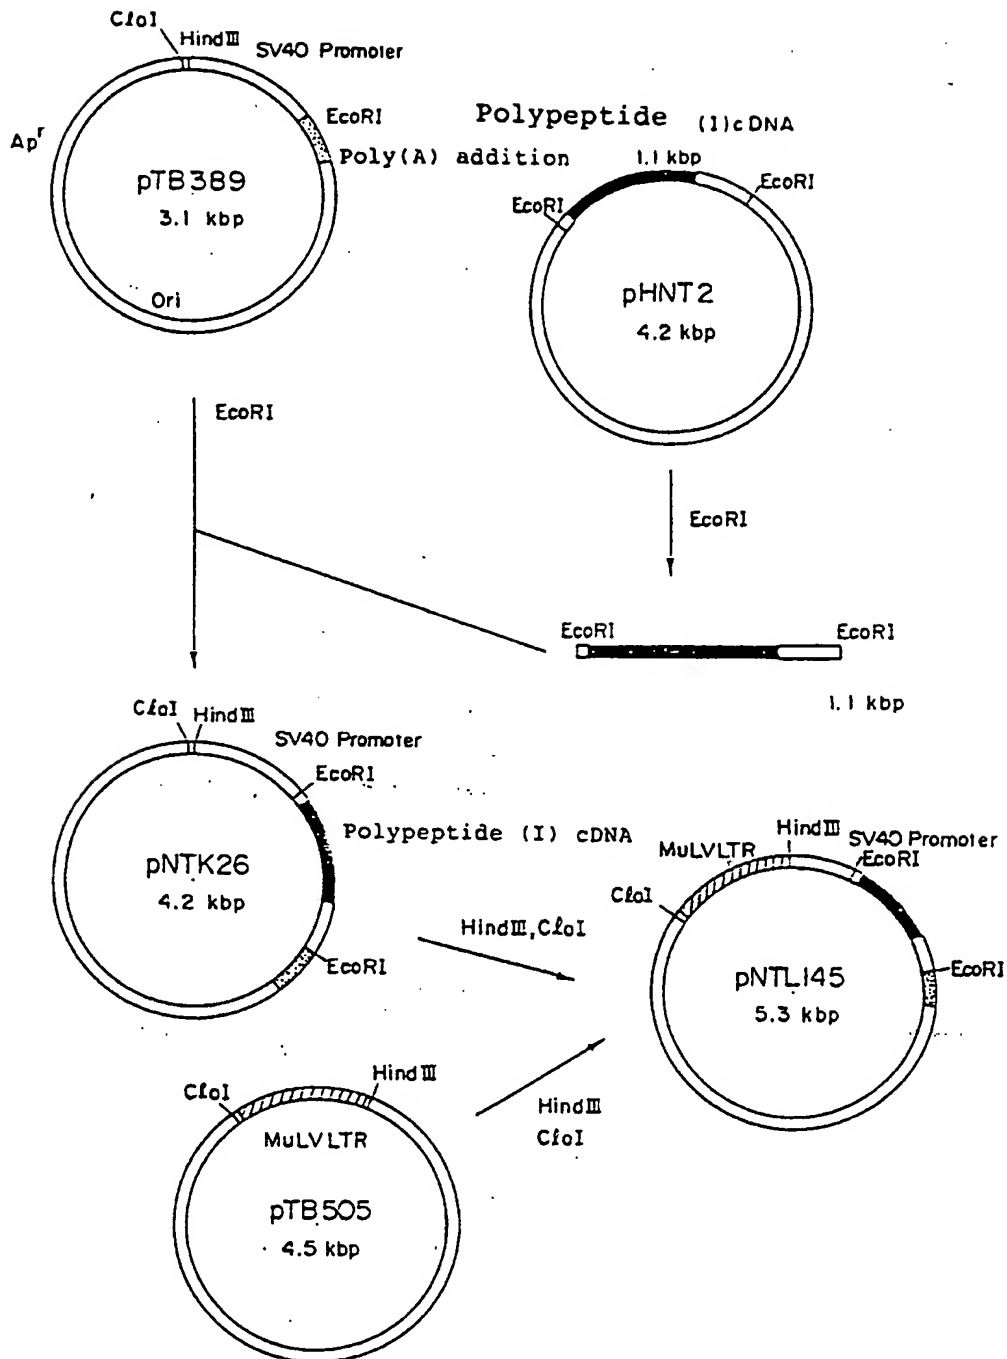 ClaI
HindIII
SV40 Promoter
EcoRI
Ap^r
Poly(A) addition
pTB389
3.1 kbp
Ori
Polypeptide (I) cDNA
1.1 kbp
EcoRI
EcoRI
pHNT2
4.2 kbp
EcoRI
EcoRI
EcoRI
EcoRI
1.1 kbp
ClaI
HindIII
SV40 Promoter
EcoRI
Polypeptide (I) cDNA
pNTK26
4.2 kbp
EcoRI
HindIII, ClaI
MuLVLTR
HindIII
SV40 Promoter
EcoRI
ClaI
EcoRI
pNTL145
5.3 kbp
ClaI
HindIII
MuLVLTR
pTB505
4.5 kbp
HindIII
ClaI